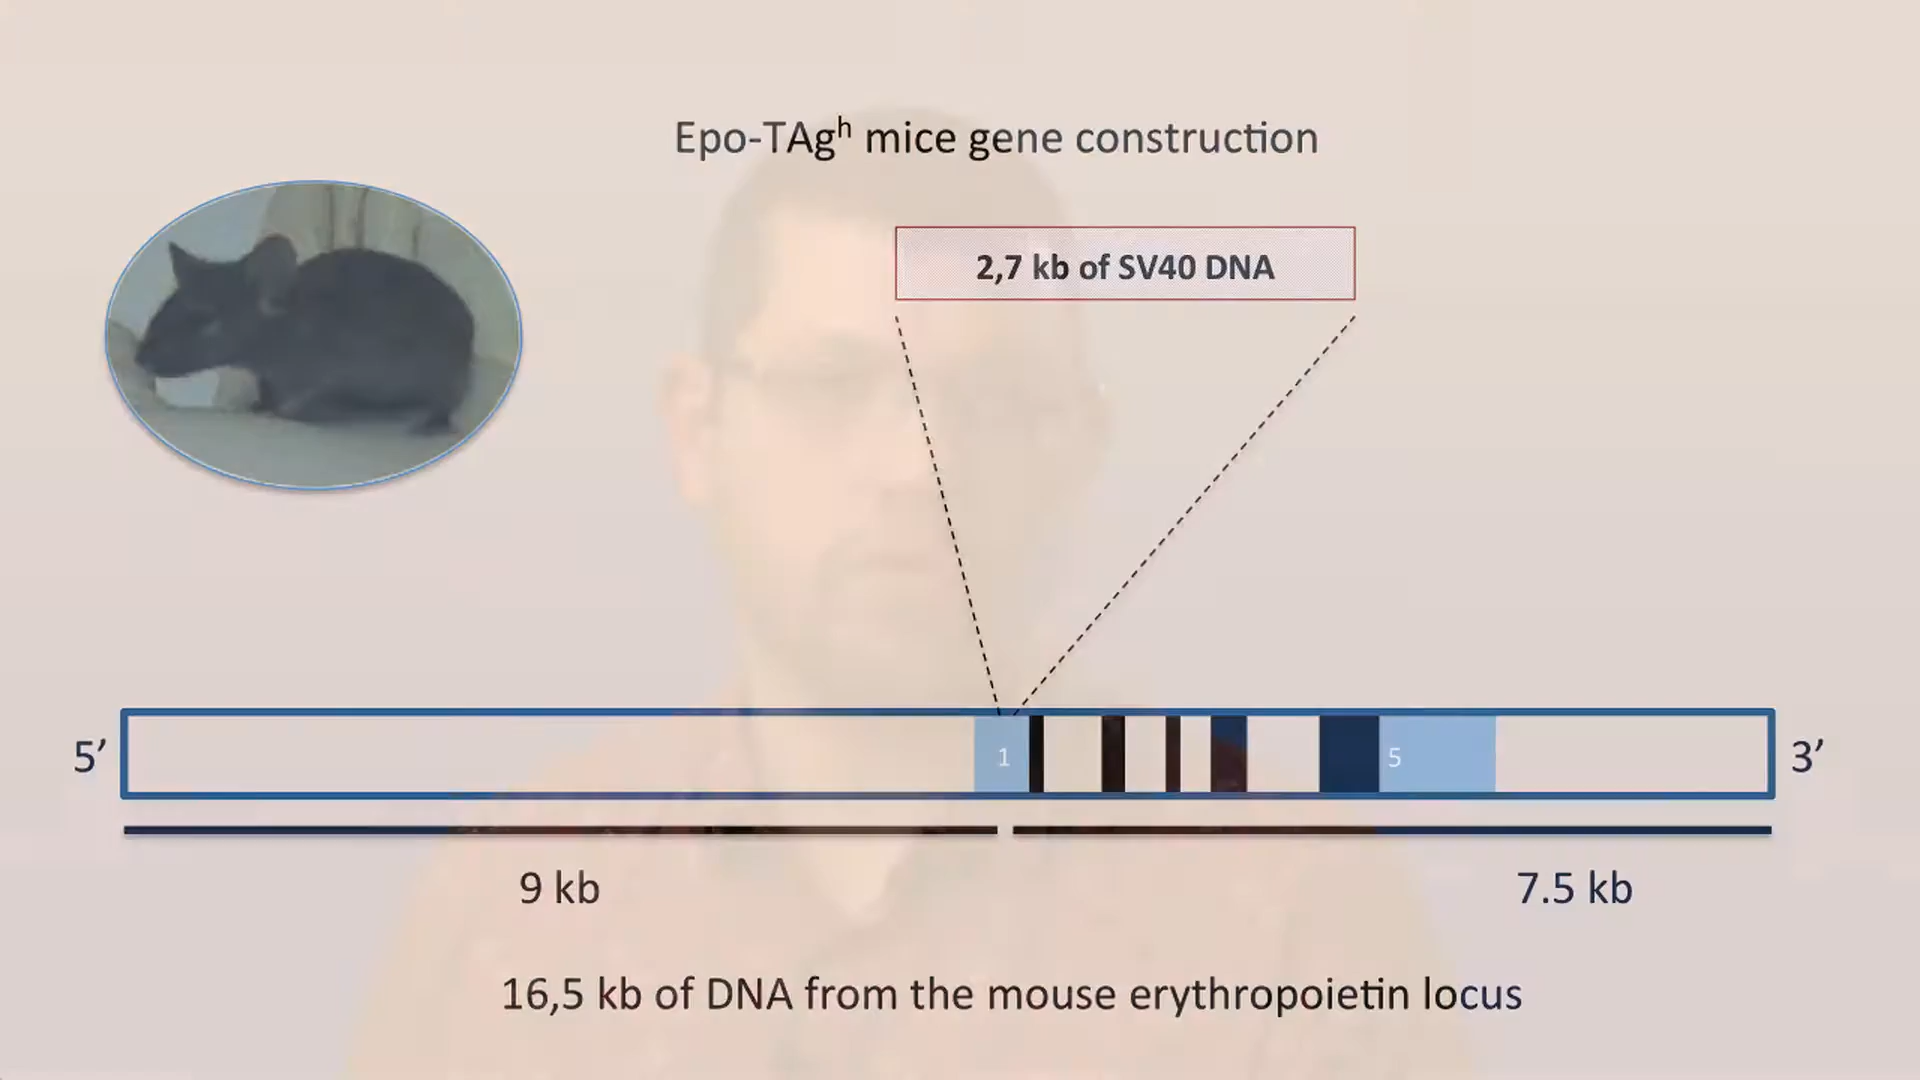 Epo-TAgʰ mice gene construction
2,7 kb of SV40 DNA
5’
1
5
3’
9 kb
7.5 kb
16,5 kb of DNA from the mouse erythropoietin locus